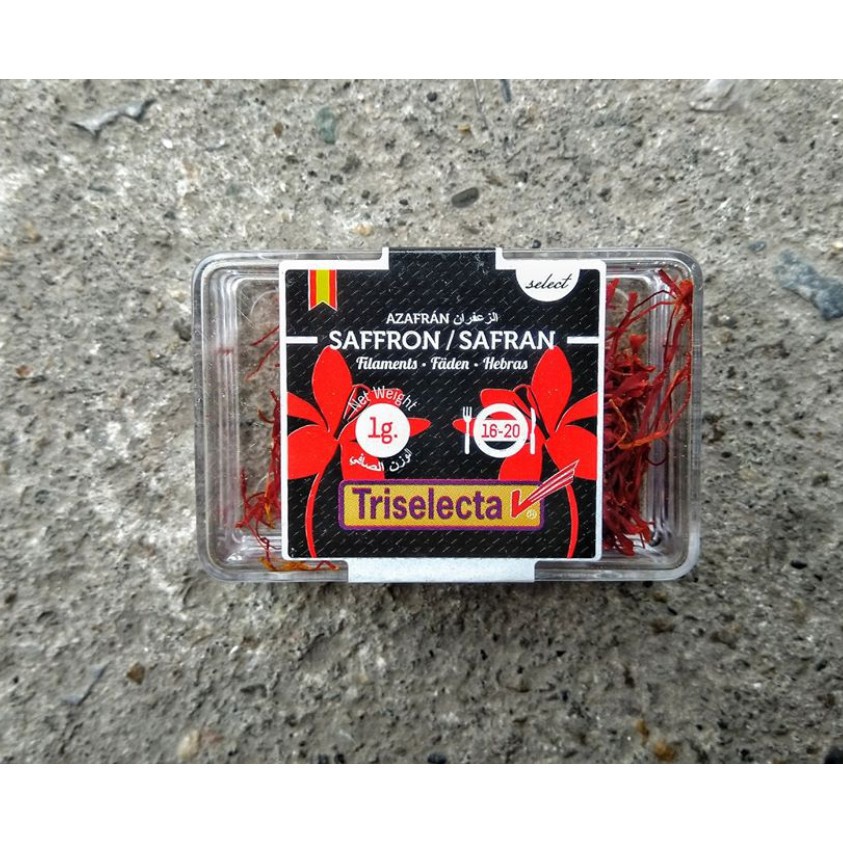 select
AZAFRÁN الزعفران
SAFFRON / SAFRAN
Filaments • Fäden • Hebras
Net Weight
1g.
الوزن الصافي
16-20
Triselecta ®